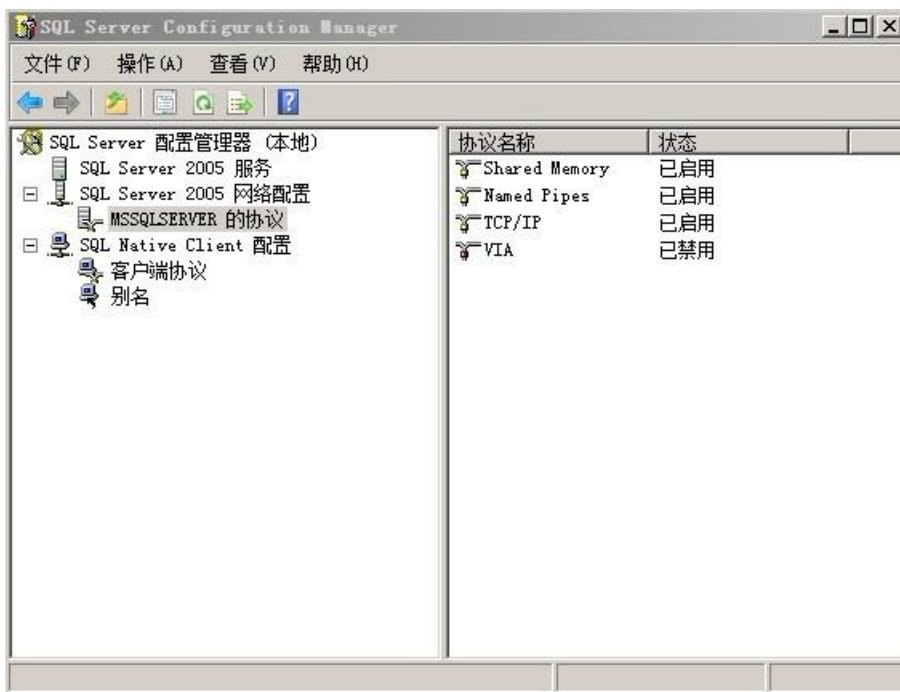 SQL Server Configuration Manager
文件(F) 操作(A) 查看(V) 帮助(H)
SQL Server 配置管理器 (本地)
SQL Server 2005 服务
SQL Server 2005 网络配置
MSSQLSERVER 的协议
SQL Native Client 配置
客户端协议
别名
协议名称 状态
Shared Memory 已启用
Named Pipes 已启用
TCP/IP 已启用
VIA 已禁用